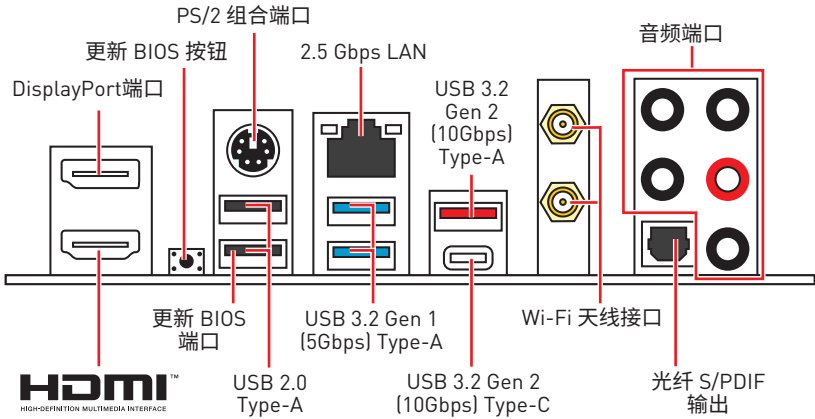 PS/2 组合端口
更新 BIOS 按钮
2.5 Gbps LAN
音频端口
DisplayPort端口
USB 3.2
Gen 2
(10Gbps)
Type-A
更新 BIOS
端口
USB 3.2 Gen 1
(5Gbps) Type-A
Wi-Fi 天线接口
HDMI™
HIGH-DEFINITION MULTIMEDIA INTERFACE
USB 2.0
Type-A
USB 3.2 Gen 2
(10Gbps) Type-C
光纤 S/PDIF
输出